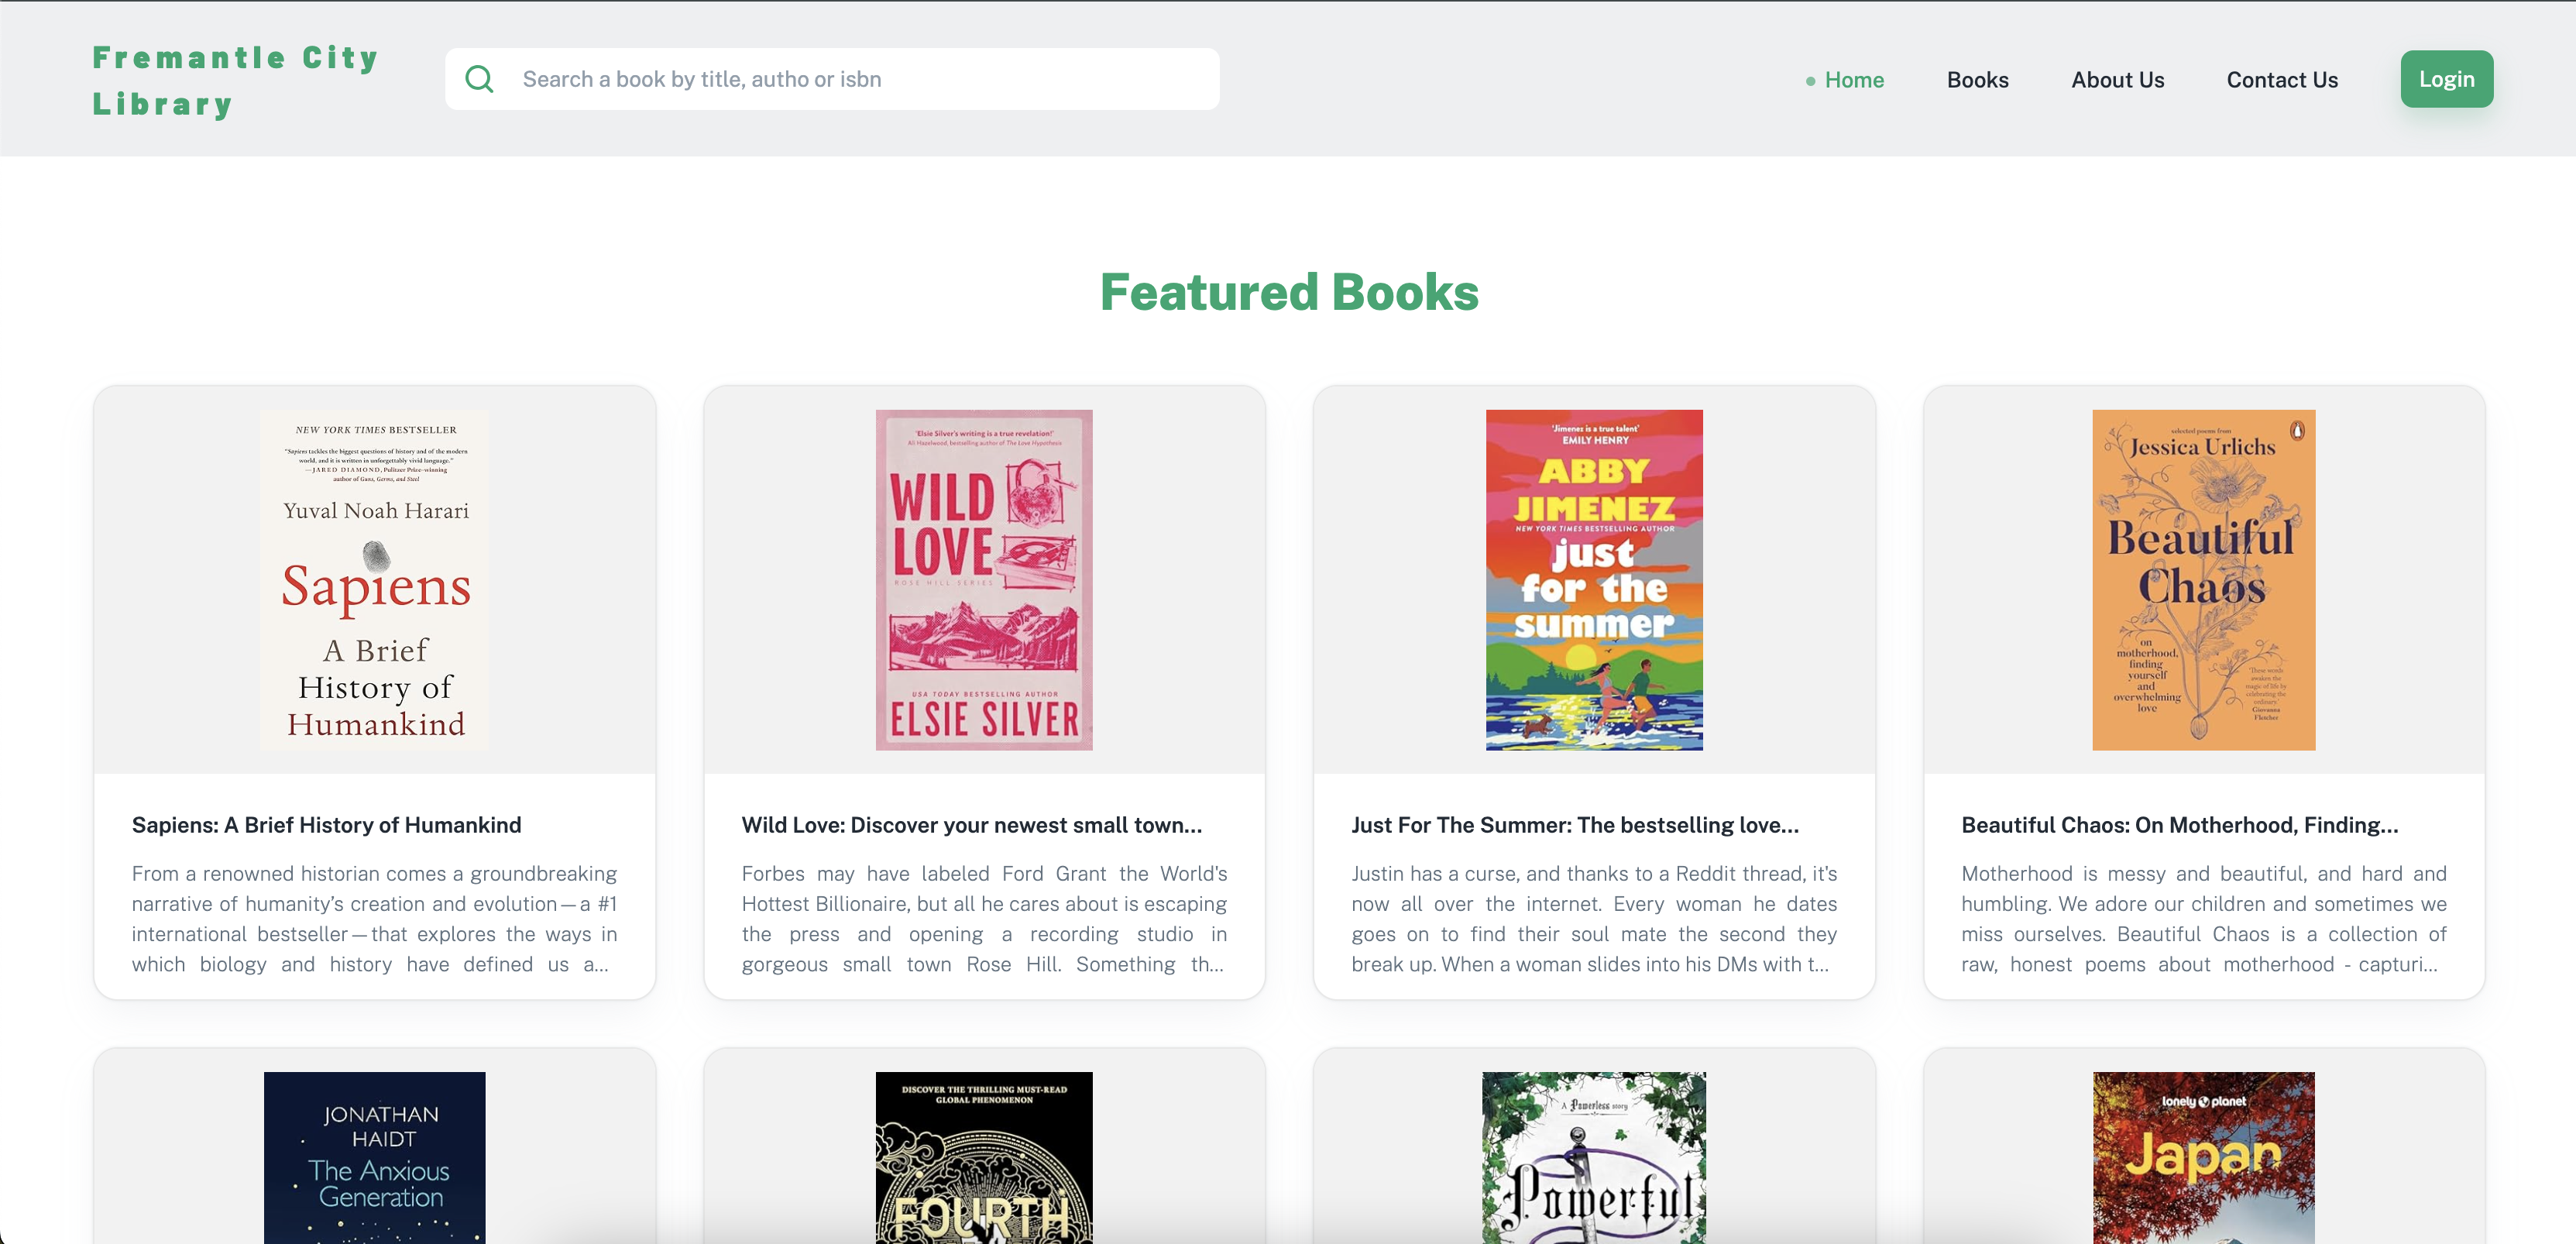 Fremantle City
Library
Search a book by title, autho or isbn
Home
Books
About Us
Contact Us
Login
Featured Books
NEW YORK TIMES BESTSELLER
"Sapiens tackles the biggest questions of history and of the modern
world, and it is written in unforgettably vivid language."
—JARED DIAMOND, Pulitzer Prize–winning
author of Guns, Germs, and Steel
Yuval Noah Harari
Sapiens
A Brief
History of
Humankind
Sapiens: A Brief History of Humankind
From a renowned historian comes a groundbreaking
narrative of humanity’s creation and evolution—a #1
international bestseller—that explores the ways in
which biology and history have defined us a...
'Elsie Silver's writing is a true revelation!'
Ali Hazelwood, bestselling author of The Love Hypothesis
WILD
LOVE
ROSE HILL SERIES
USA TODAY BESTSELLING AUTHOR
ELSIE SILVER
Wild Love: Discover your newest small town...
Forbes may have labeled Ford Grant the World's
Hottest Billionaire, but all he cares about is escaping
the press and opening a recording studio in
gorgeous small town Rose Hill. Something th...
'Jimenez is a true talent'
EMILY HENRY
ABBY
JIMENEZ
NEW YORK TIMES BESTSELLING AUTHOR
just
for the
summer
Just For The Summer: The bestselling love...
Justin has a curse, and thanks to a Reddit thread, it's
now all over the internet. Every woman he dates
goes on to find their soul mate the second they
break up. When a woman slides into his DMs with t...
selected poems from
Jessica Urlichs
Beautiful
Chaos
on
motherhood,
finding
yourself
and
overwhelming
love
'These words
awaken the
magic of life by
celebrating the
ordinary.'
Giovanna
Fletcher
Beautiful Chaos: On Motherhood, Finding...
Motherhood is messy and beautiful, and hard and
humbling. We adore our children and sometimes we
miss ourselves. Beautiful Chaos is a collection of
raw, honest poems about motherhood - capturi...
JONATHAN
HAIDT
The Anxious
Generation
DISCOVER THE THRILLING MUST-READ
GLOBAL PHENOMENON
FOURTH
A Powerless story
Powerful
lonely planet
Japan